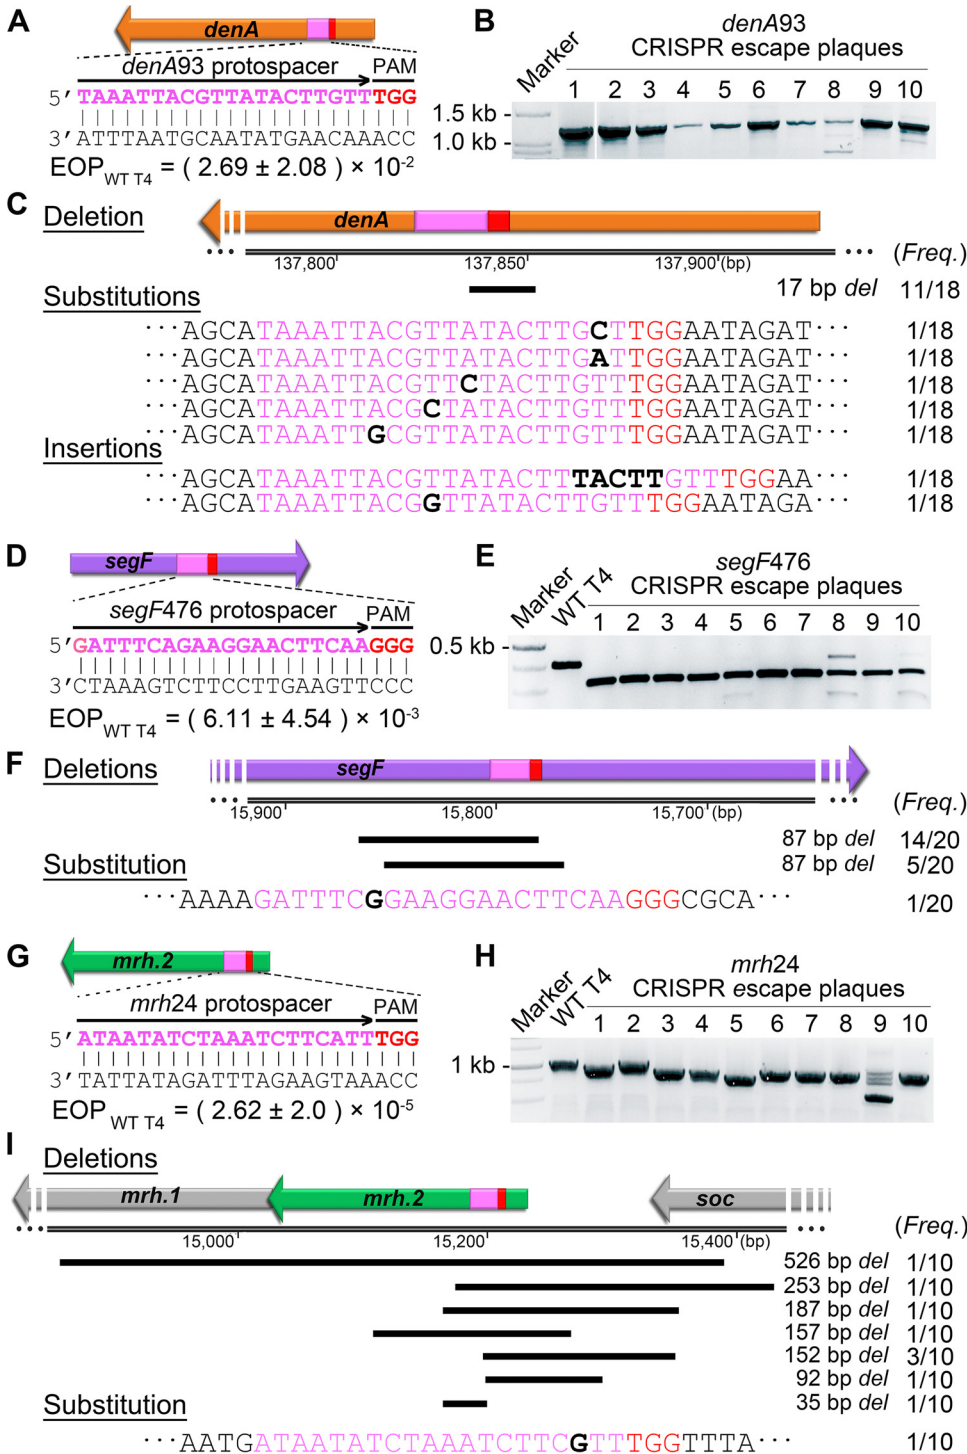 A
denA
denA93 protospacer PAM
5′ TAAATTACGTTATACTTGTTTGG
3′ ATTTAATGCAATATGAACAAACC
EOP WT T4 = ( 2.69 ± 2.08 ) × 10-2
B
denA93
CRISPR escape plaques
Marker
1 2 3 4 5 6 7 8 9 10
1.5 kb
1.0 kb
C
Deletion
denA
137,800 137,850 137,900 (bp)
(Freq.)
17 bp del 11/18
Substitutions
···AGCATAAATTACGTTATACTTGCTTGGAATAGAT··· 1/18
···AGCATAAATTACGTTATACTTGATTGGAATAGAT··· 1/18
···AGCATAAATTACGTTCTACTTGTTTGGAATAGAT··· 1/18
···AGCATAAATTACGCTATACTTGTTTGGAATAGAT··· 1/18
···AGCATAAATTGCGTTATACTTGTTTGGAATAGAT··· 1/18
Insertions
···AGCATAAATTACGTTATACTTTACTTGTTTGGAA··· 1/18
···AGCATAAATTACGGTTATACTTGTTTGGAATAGA··· 1/18
D
segF
segF476 protospacer PAM
5′ GATTTCAGAAGGAACTTCAAGGG
3′ CTAAAGTCTTCCTTGAAGTTCCC
EOP WT T4 = ( 6.11 ± 4.54 ) × 10-3
E
segF476
CRISPR escape plaques
Marker
WT T4
1 2 3 4 5 6 7 8 9 10
0.5 kb
F
Deletions
segF
15,900 15,800 15,700 (bp)
(Freq.)
87 bp del 14/20
87 bp del 5/20
Substitution
···AAAAGATTTCGGAAGGAACTTCAAGGGCGCA··· 1/20
G
mrh.2
mrh24 protospacer PAM
5′ ATAATATCTAAATCTTCATTTGG
3′ TATTATAGATTTAGAAGTAAACC
EOP WT T4 = ( 2.62 ± 2.0 ) × 10-5
H
mrh24
CRISPR escape plaques
Marker
WT T4
1 2 3 4 5 6 7 8 9 10
1 kb
I
Deletions
mrh.1 mrh.2 soc
15,000 15,200 15,400 (bp)
(Freq.)
526 bp del 1/10
253 bp del 1/10
187 bp del 1/10
157 bp del 1/10
152 bp del 3/10
92 bp del 1/10
35 bp del 1/10
Substitution
···AATGATAATATCTAAATCTTCGTTTGGTTTA··· 1/10